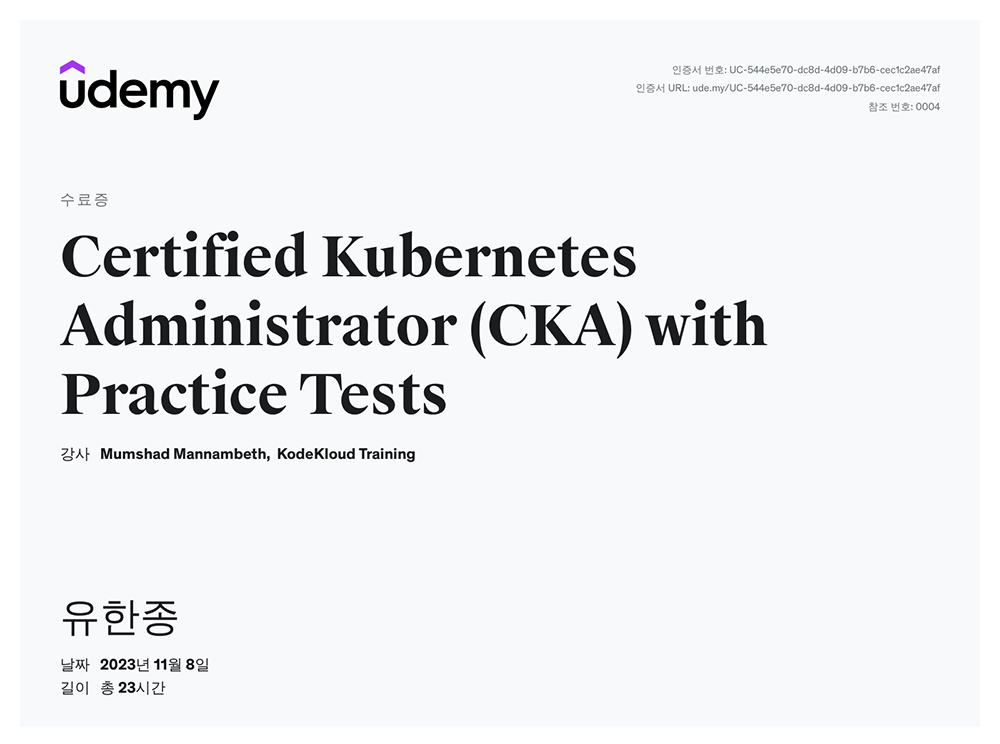 udemy
인증서 번호: UC-544e5e70-dc8d-4d09-b7b6-cec1c2ae47af
인증서 URL: ude.my/UC-544e5e70-dc8d-4d09-b7b6-cec1c2ae47af
참조 번호: 0004
수료증
Certified Kubernetes
Administrator (CKA) with
Practice Tests
강사 Mumshad Mannambeth, KodeKloud Training
유한종
날짜 2023년 11월 8일
길이 총 23시간